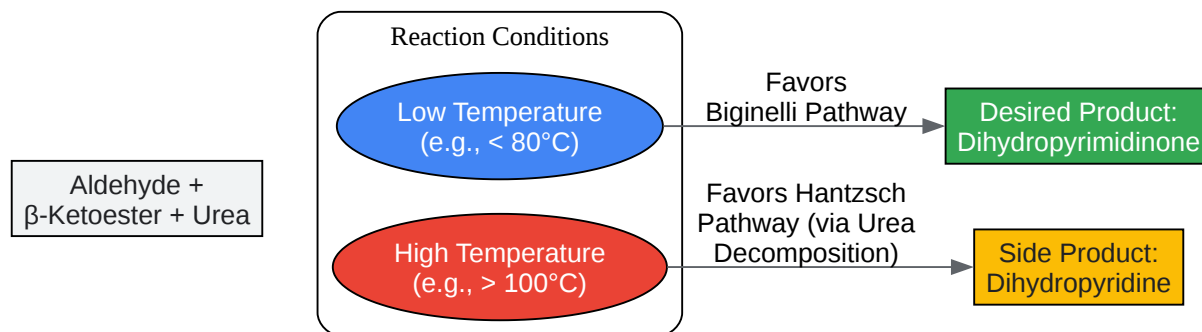 Reaction Conditions
Low Temperature
(e.g., < 80°C)
Favors
Biginelli Pathway
Desired Product:
Dihydropyrimidinone
Aldehyde +
β-Ketoester + Urea
High Temperature
(e.g., > 100°C)
Favors Hantzsch
Pathway (via Urea
Decomposition)
Side Product:
Dihydropyridine